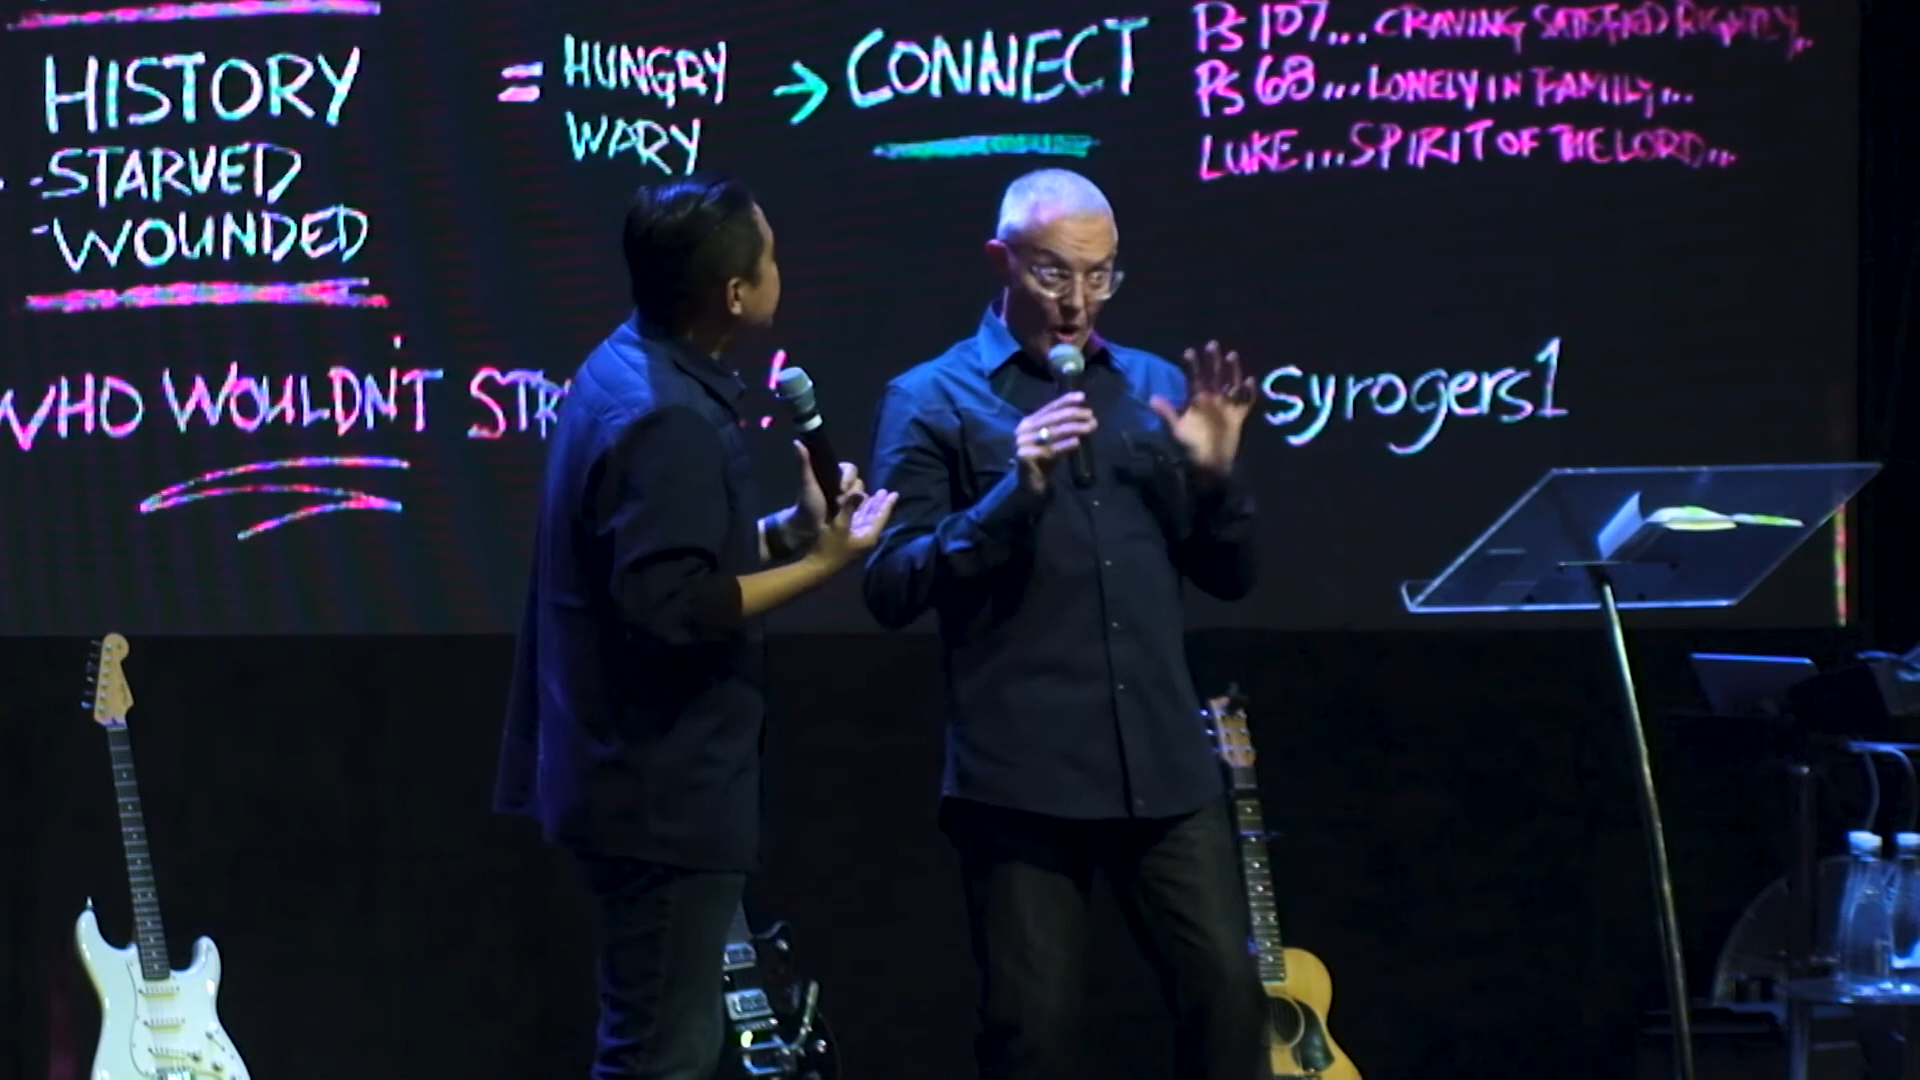 HISTORY
-STARVED
-WOUNDED
= HUNGRY
WARY
→ CONNECT
Ps 107...CRAVING SATISFIED RIGHTLY..
Ps 68...LONELY IN FAMILY...
LUKE...SPIRIT OF THE LORD...
WHO WOULDN'T
syrogers1